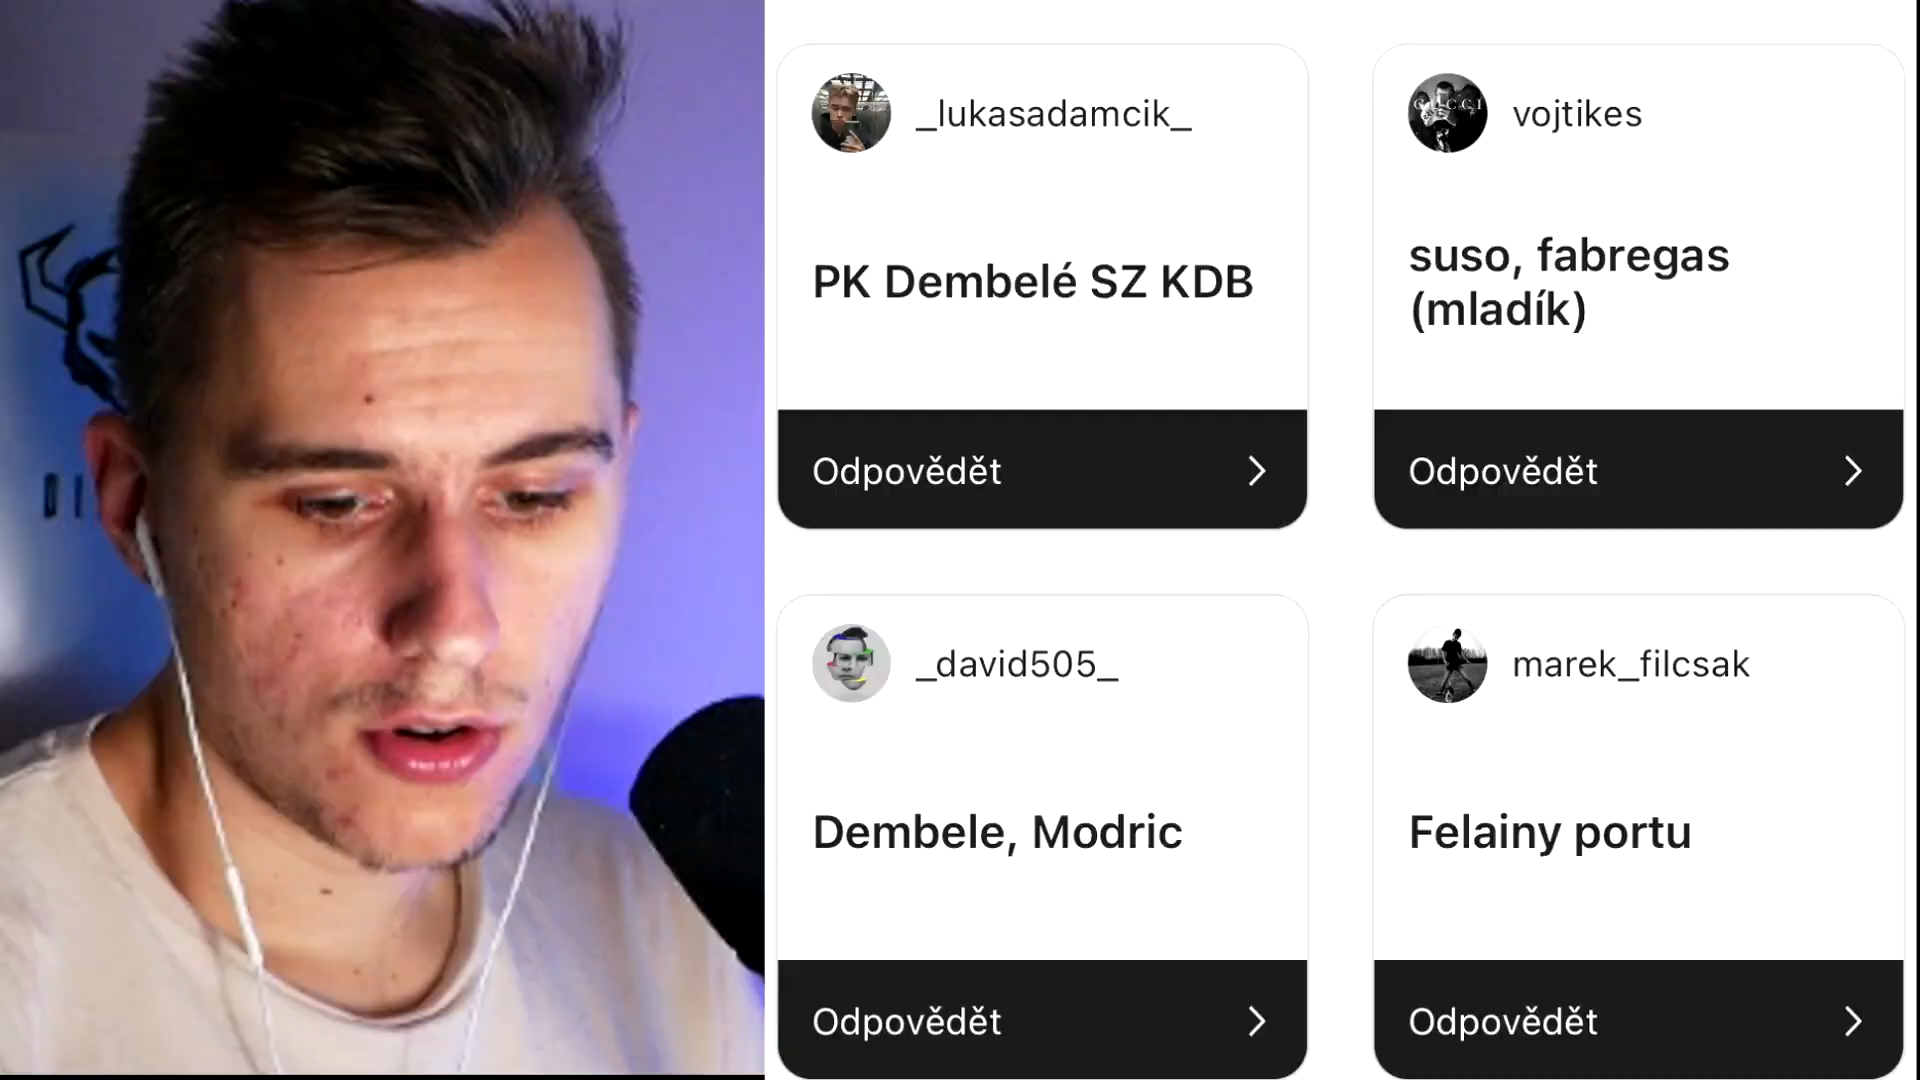 _lukasadamcik_
PK Dembelé SZ KDB
Odpovědět
vojtikes
GUCCI
suso, fabregas
(mladík)
Odpovědět
_david505_
Dembele, Modric
Odpovědět
marek_filcsak
Felainy portu
Odpovědět